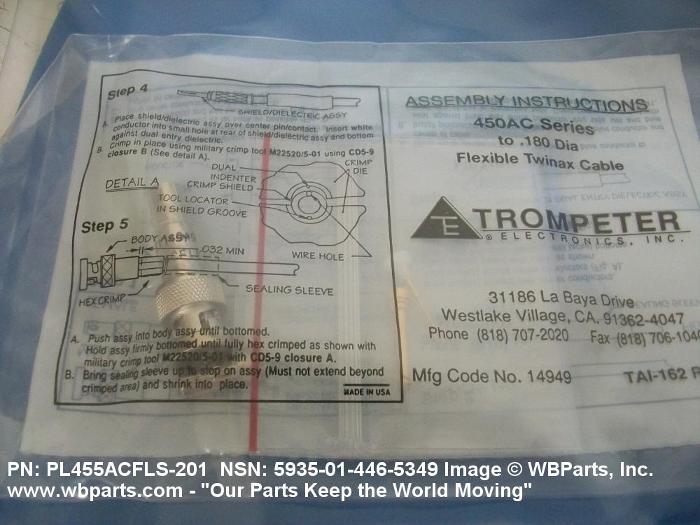 Step 4
SHIELD/DIELECTRIC ASSY
A. Place shield/dielectric assy over center pin/contact. Insert white
conductor into small hole at rear of shield/dielectric assy and bottom
against dual entry dielectric.
B. Crimp in place using military crimp tool M22520/5-01 using CD5-9
closure B (See detail A).
DETAIL A
DUAL
INDENTER
CRIMP SHIELD
CRIMP
DIE
TOOL LOCATOR
IN SHIELD GROOVE
WIRE HOLE
Step 5
BODY ASSY
.032 MIN
HEX CRIMP
SEALING SLEEVE
A. Push assy into body assy until bottomed.
Hold assy firmly bottomed until fully hex crimped as shown with
military crimp tool M22520/5-01 with CD5-9 closure A.
B. Bring sealing sleeve up to stop on assy (Must not extend beyond
crimped area) and shrink into place.
MADE IN USA
ASSEMBLY INSTRUCTIONS
450AC Series
to .180 Dia
Flexible Twinax Cable
TE
TROMPETER
® ELECTRONICS, INC.
31186 La Baya Drive
Westlake Village, CA. 91362-4047
Phone (818) 707-2020 Fax (818) 706-1040
Mfg Code No. 14949 TAI-162 R
PN: PL455ACFLS-201 NSN: 5935-01-446-5349 Image © WBParts, Inc.
www.wbparts.com - "Our Parts Keep the World Moving"